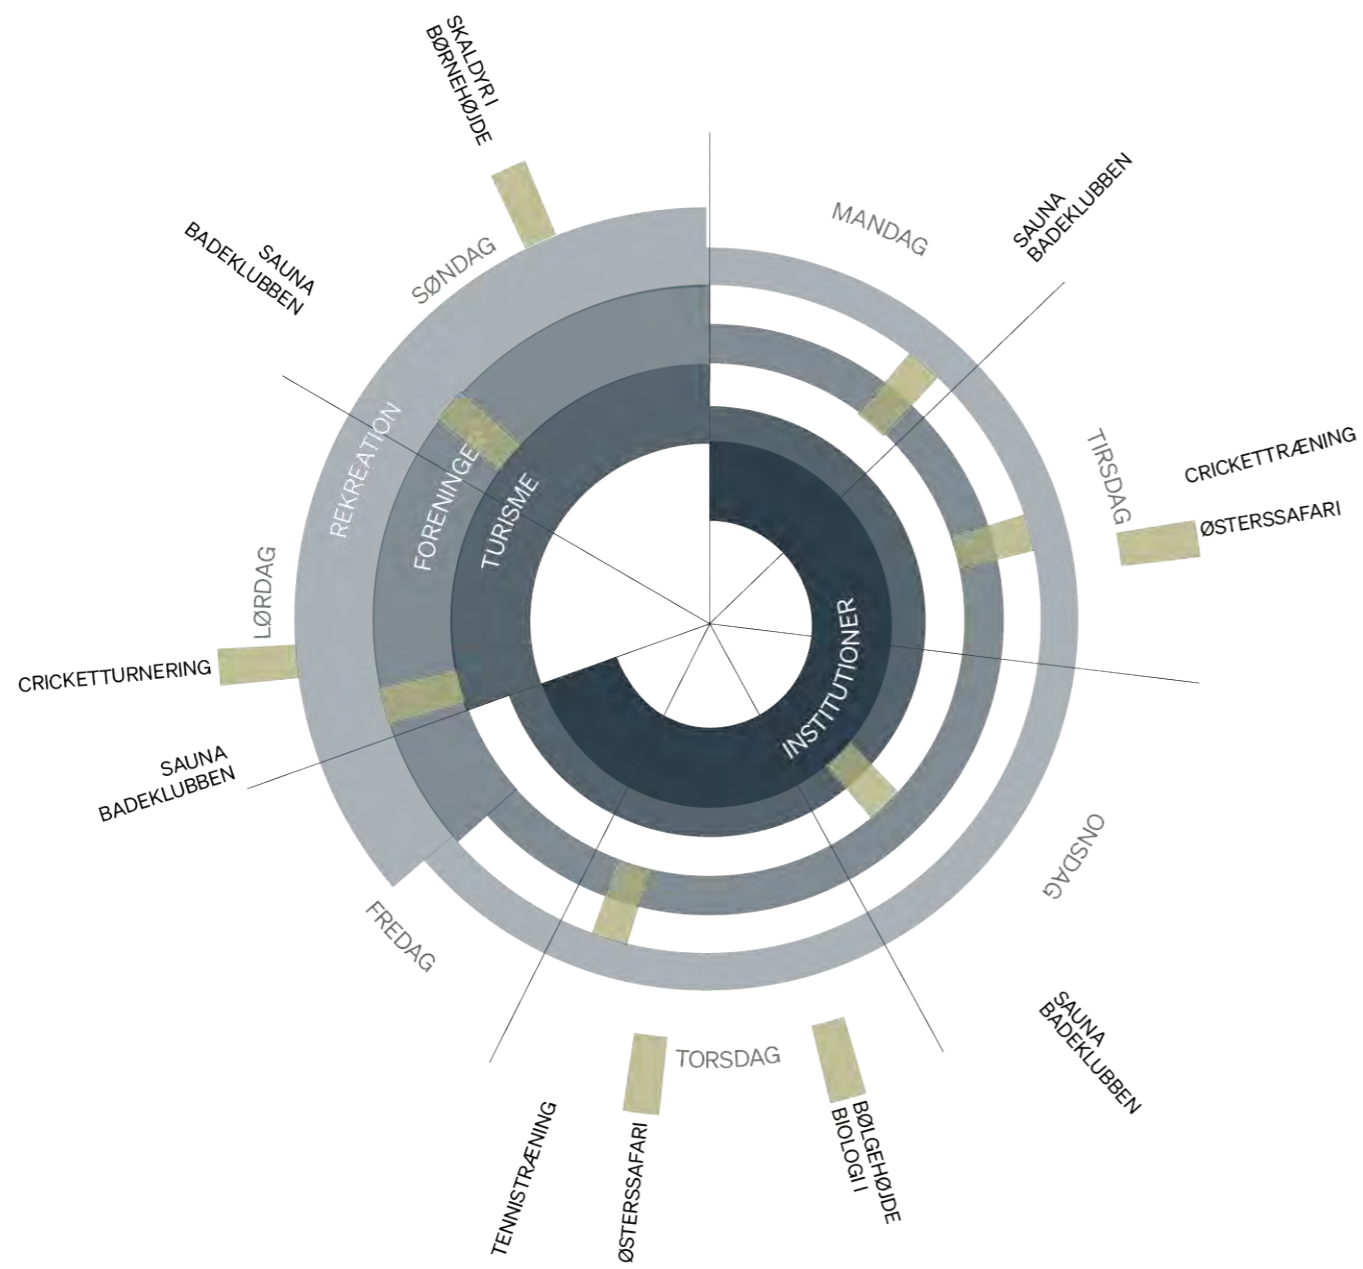 MANDAG
SAUNA
BADEKLUBBEN
TIRSDAG
CRICKETTRÆNING
ØSTERSSAFARI
ONSDAG
SAUNA
BADEKLUBBEN
TORSDAG
BØLGEHØJDE
BIOLOGI I
ØSTERSSAFARI
TENNISTRÆNING
FREDAG
SAUNA
BADEKLUBBEN
CRICKETTURNERING
LØRDAG
SAUNA
BADEKLUBBEN
SØNDAG
SKALDYR I
BØRNEHØJDE
REKREATION
FORENINGE
TURISME
INSTITUTIONER